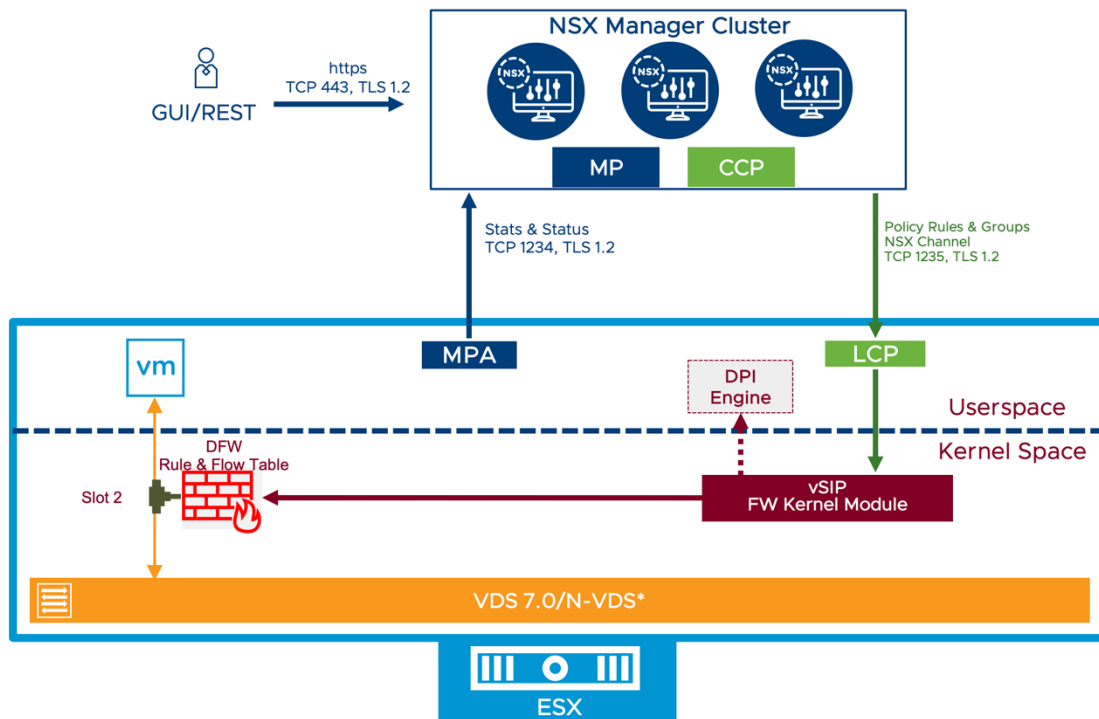 NSX Manager Cluster
NSX
NSX
NSX
https
TCP 443, TLS 1.2
GUI/REST
MP
CCP
Stats & Status
TCP 1234, TLS 1.2
Policy Rules & Groups
NSX Channel
TCP 1235, TLS 1.2
vm
MPA
LCP
DPI
Engine
Userspace
Kernel Space
DFW
Rule & Flow Table
Slot 2
vSIP
FW Kernel Module
VDS 7.0/N-VDS*
ESX